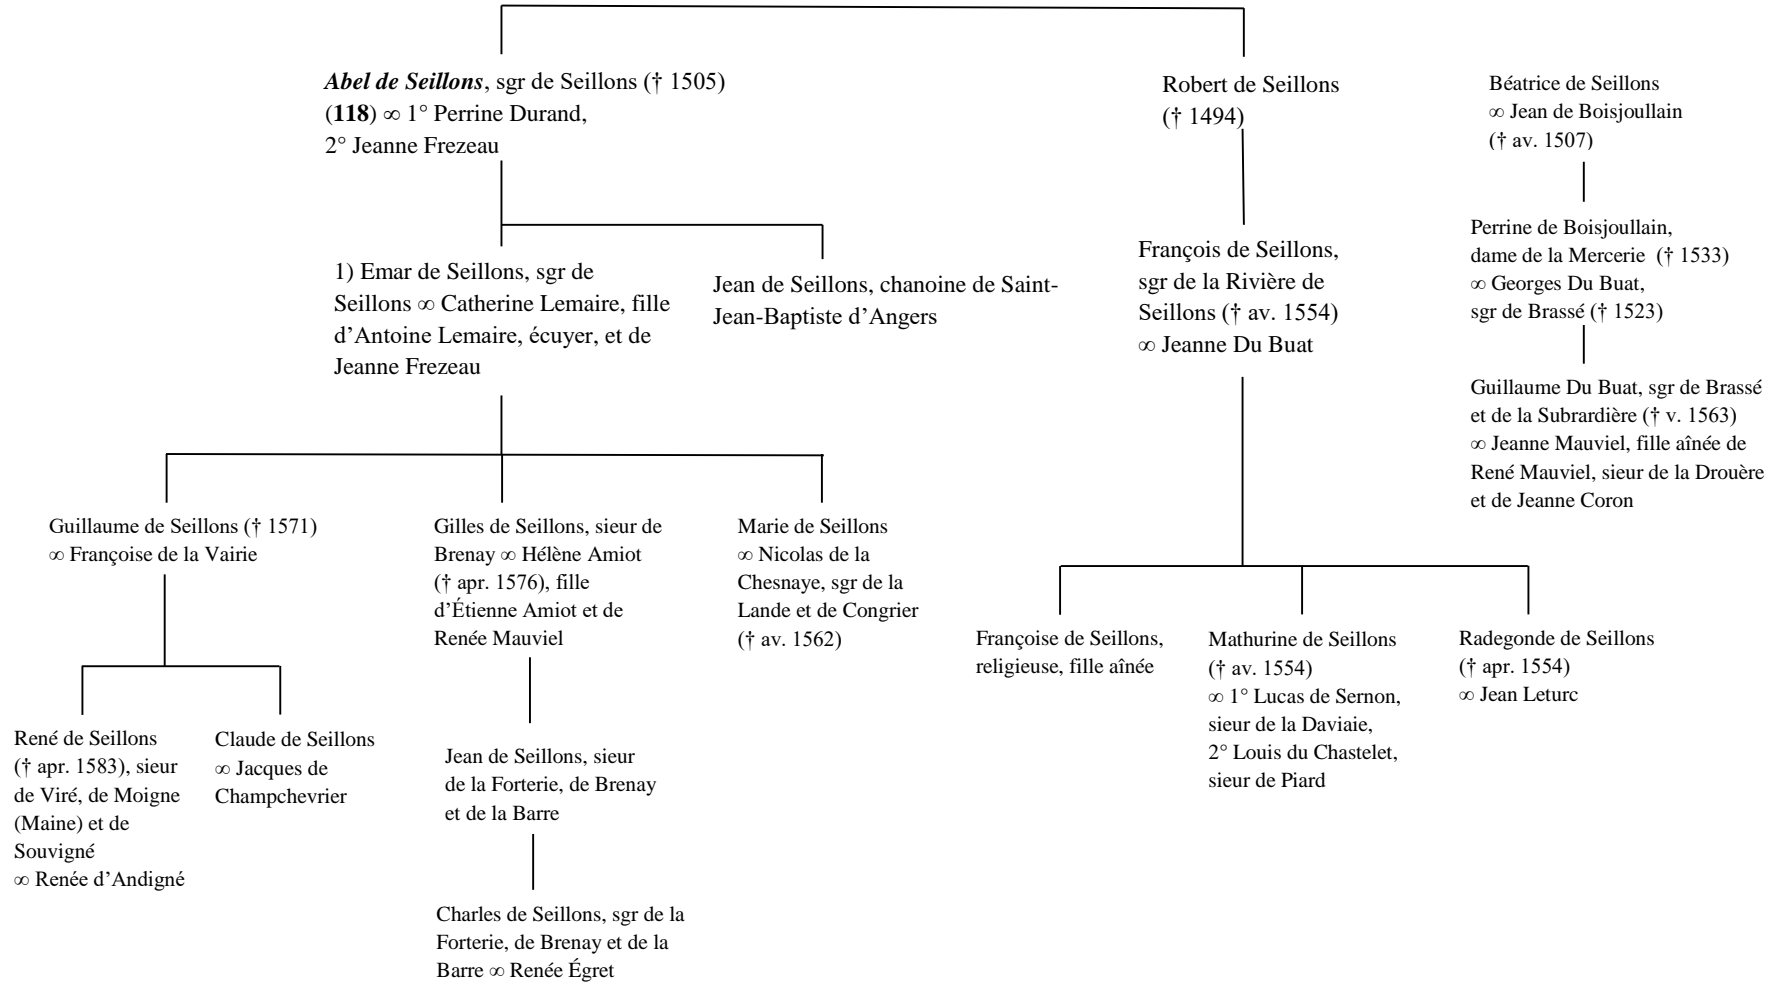 Abel de Seillons, sgr de Seillons († 1505)
(118) ∞ 1° Perrine Durand,
2° Jeanne Frezeau
Robert de Seillons
(† 1494)
Béatrice de Seillons
∞ Jean de Boisjoullain
(† av. 1507)
1) Emar de Seillons, sgr de
Seillons ∞ Catherine Lemaire, fille
d’Antoine Lemaire, écuyer, et de
Jeanne Frezeau
Jean de Seillons, chanoine de Saint-
Jean-Baptiste d’Angers
François de Seillons,
sgr de la Rivière de
Seillons († av. 1554)
∞ Jeanne Du Buat
Perrine de Boisjoullain,
dame de la Mercerie († 1533)
∞ Georges Du Buat,
sgr de Brassé († 1523)
Guillaume Du Buat, sgr de Brassé
et de la Subrardière († v. 1563)
∞ Jeanne Mauviel, fille aînée de
René Mauviel, sieur de la Drouère
et de Jeanne Coron
Guillaume de Seillons († 1571)
∞ Françoise de la Vairie
Gilles de Seillons, sieur de
Brenay ∞ Hélène Amiot
(† apr. 1576), fille
d’Étienne Amiot et de
Renée Mauviel
Marie de Seillons
∞ Nicolas de la
Chesnaye, sgr de la
Lande et de Congrier
(† av. 1562)
Françoise de Seillons,
religieuse, fille aînée
Mathurine de Seillons
(† av. 1554)
∞ 1° Lucas de Sernon,
sieur de la Daviaie,
2° Louis du Chastelet,
sieur de Piard
Radegonde de Seillons
(† apr. 1554)
∞ Jean Leturc
René de Seillons
(† apr. 1583), sieur
de Viré, de Moigne
(Maine) et de
Souvigné
∞ Renée d’Andigné
Claude de Seillons
∞ Jacques de
Champchevrier
Jean de Seillons, sieur
de la Forterie, de Brenay
et de la Barre
Charles de Seillons, sgr de la
Forterie, de Brenay et de la
Barre ∞ Renée Égret